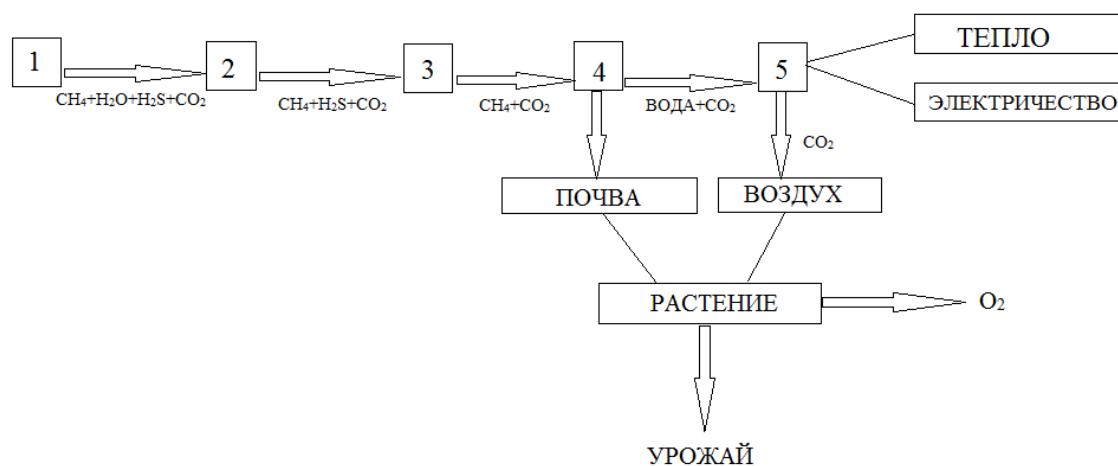 ТЕПЛО
1
2
3
4
5
CH₄+H₂O+H₂S+CO₂
CH₄+H₂S+CO₂
CH₄+CO₂
ВОДА+CO₂
ЭЛЕКТРИЧЕСТВО
CO₂
ПОЧВА
ВОЗДУХ
РАСТЕНИЕ
O₂
УРОЖАЙ